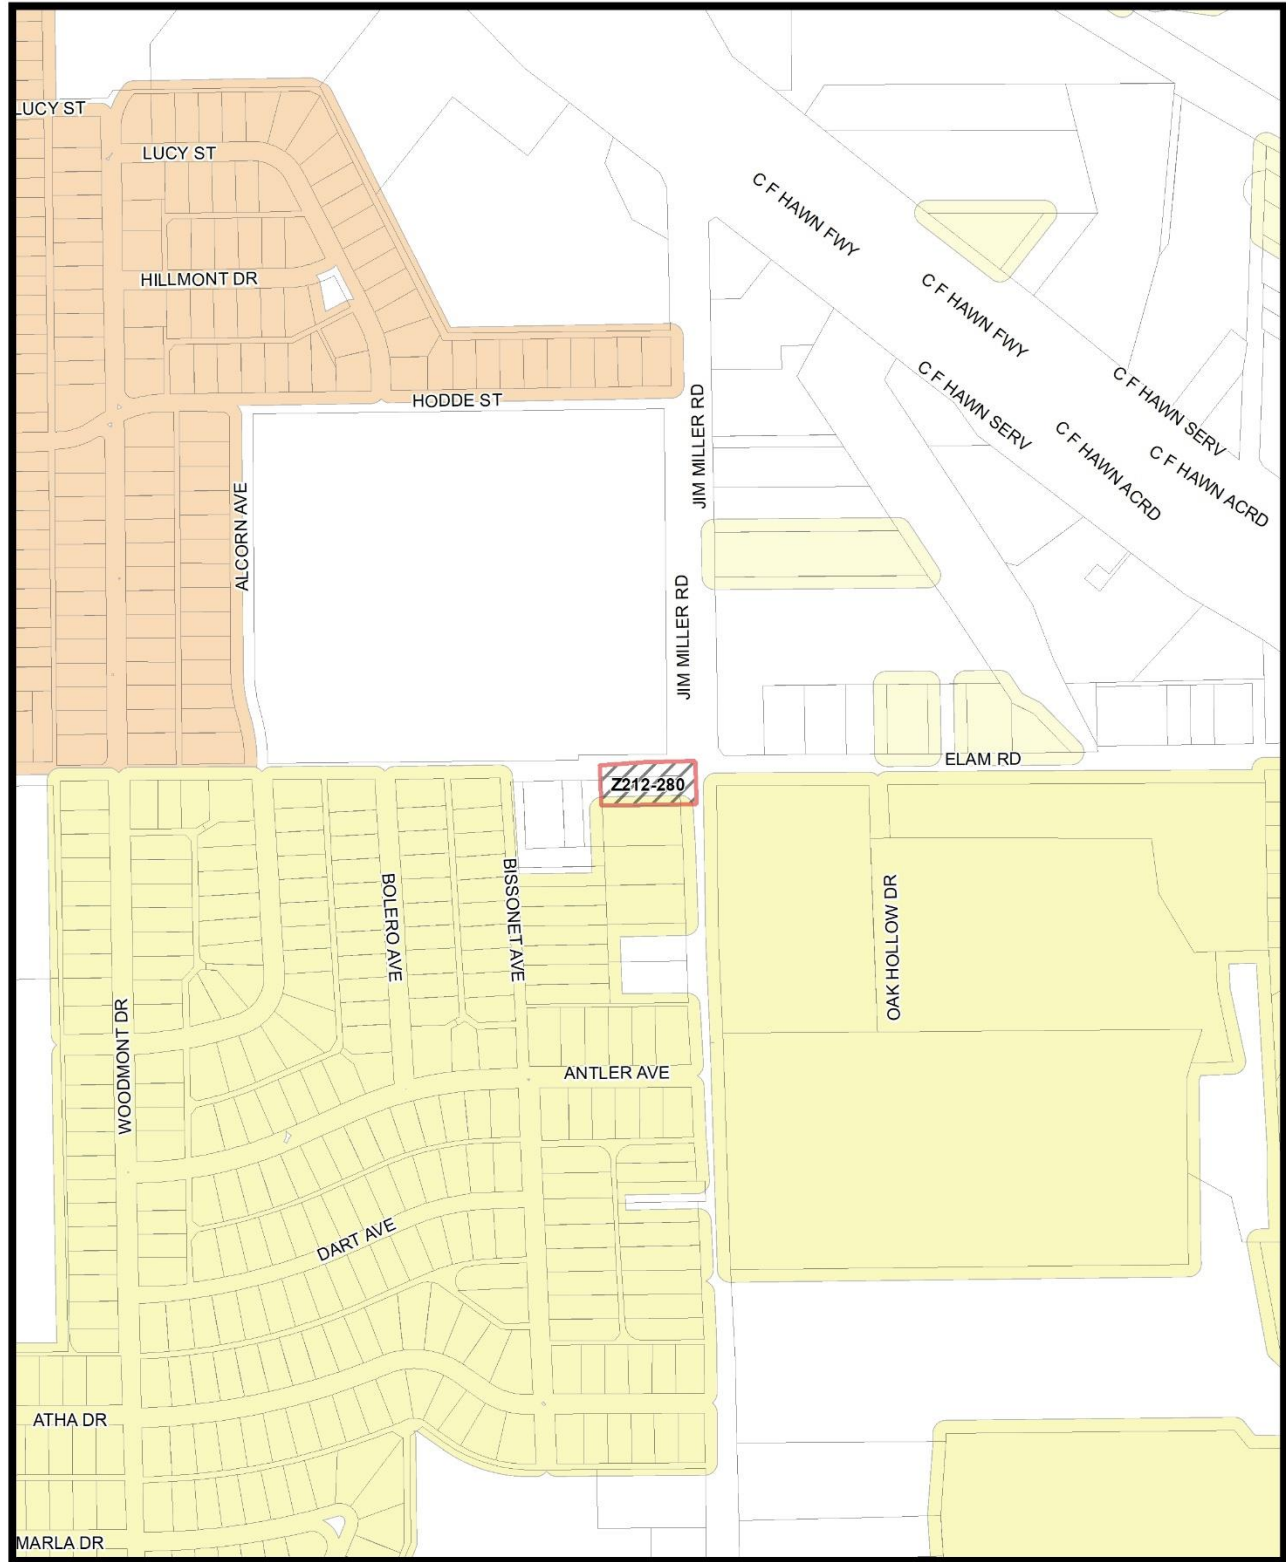 LUCY ST
LUCY ST
C F HAWN FWY
HILLMONT DR
C F HAWN FWY
C F HAWN SERV
C F HAWN SERV
HODDE ST
JIM MILLER RD
C F HAWN ACRD
C F HAWN ACRD
ALCORN AVE
JIM MILLER RD
ELAM RD
Z212-280
BOLERO AVE
BISSONET AVE
OAK HOLLOW DR
WOODMONT DR
ANTLER AVE
DART AVE
ATHA DR
MARLA DR